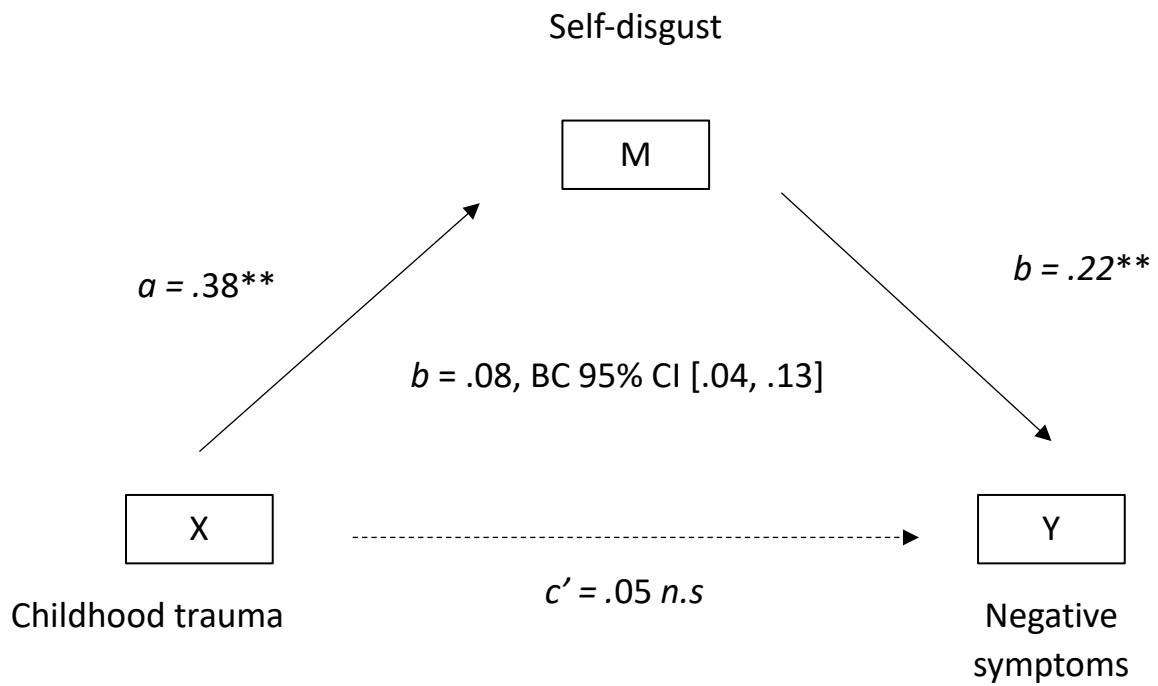 Self-disgust
M
a = .38**
b = .22**
b = .08, BC 95% CI [.04, .13]
X
Y
c’ = .05 n.s
Childhood trauma
Negative
symptoms